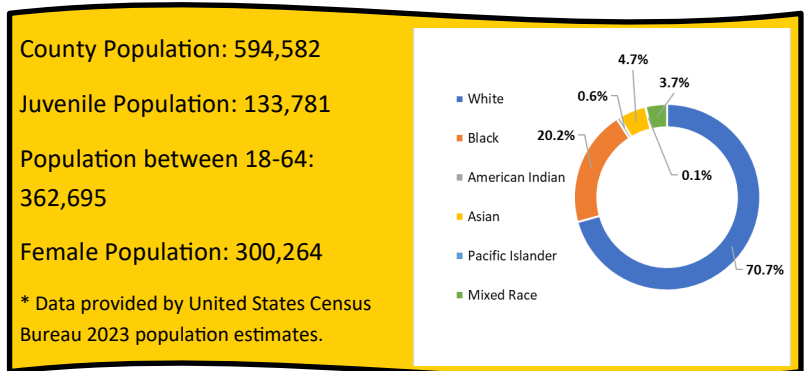 County Population: 594,582
Juvenile Population: 133,781
Population between 18-64:
362,695
Female Population: 300,264
* Data provided by United States Census
Bureau 2023 population estimates.
White
Black
American Indian
Asian
Pacific Islander
Mixed Race
4.7%
0.6%
3.7%
20.2%
0.1%
70.7%